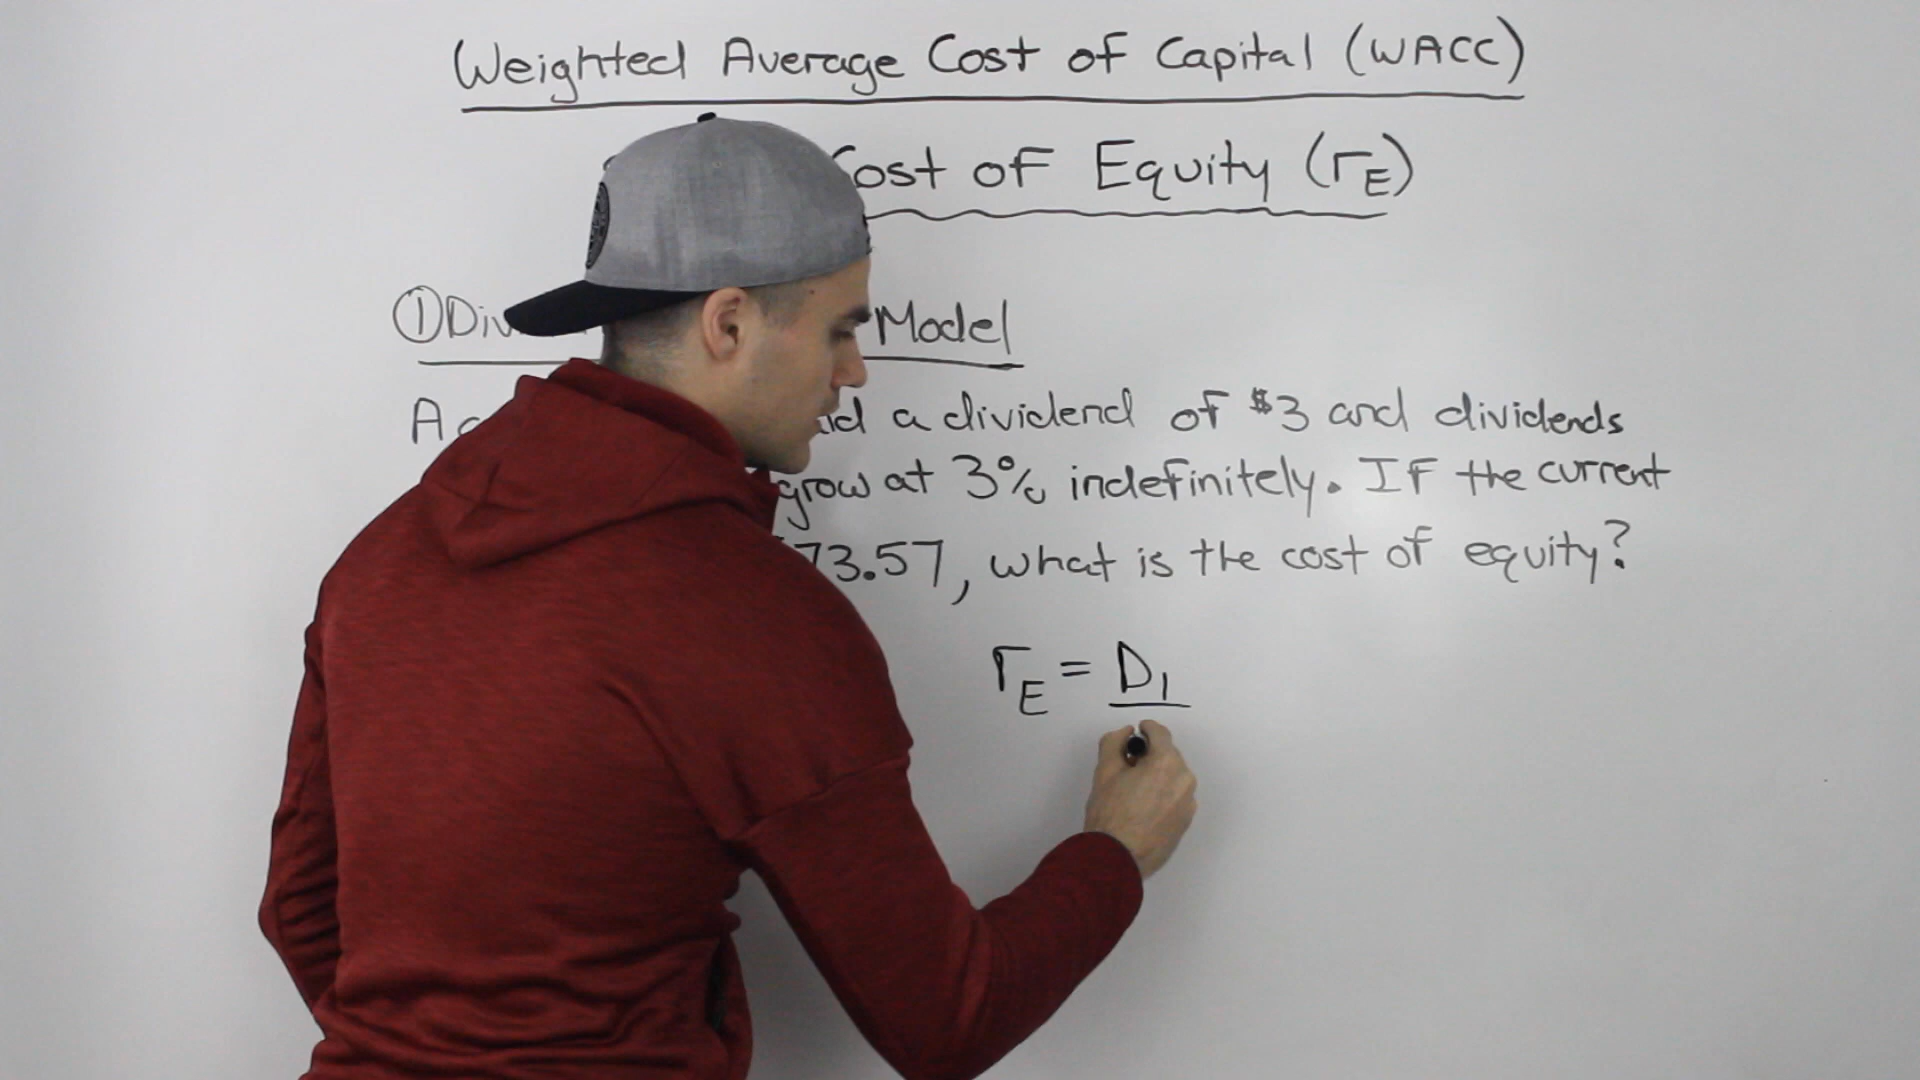 Weighted Average Cost of Capital (WACC)
Cost of Equity (rE)
① Model
A a dividend of $3 and dividends
grow at 3% indefinitely. If the current
73.57, what is the cost of equity?
rE = D1